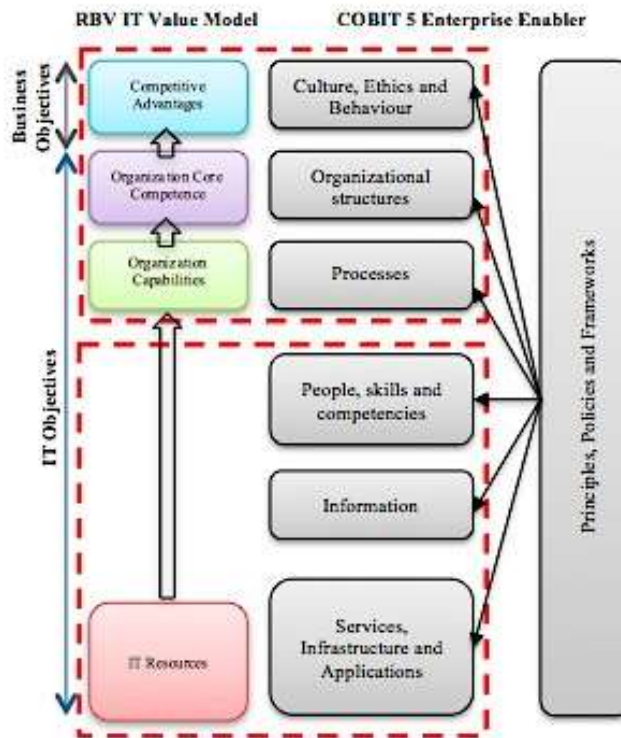 RBV IT Value Model
COBIT 5 Enterprise Enabler
Business
Objectives
Competitive
Advantages
Culture, Ethics and
Behaviour
IT Objectives
Organization Core
Competence
Organizational
structures
Organization
Capabilities
Processes
People, skills and
competencies
Information
IT Resources
Services,
Infrastructure and
Applications
Principles, Policies and Frameworks